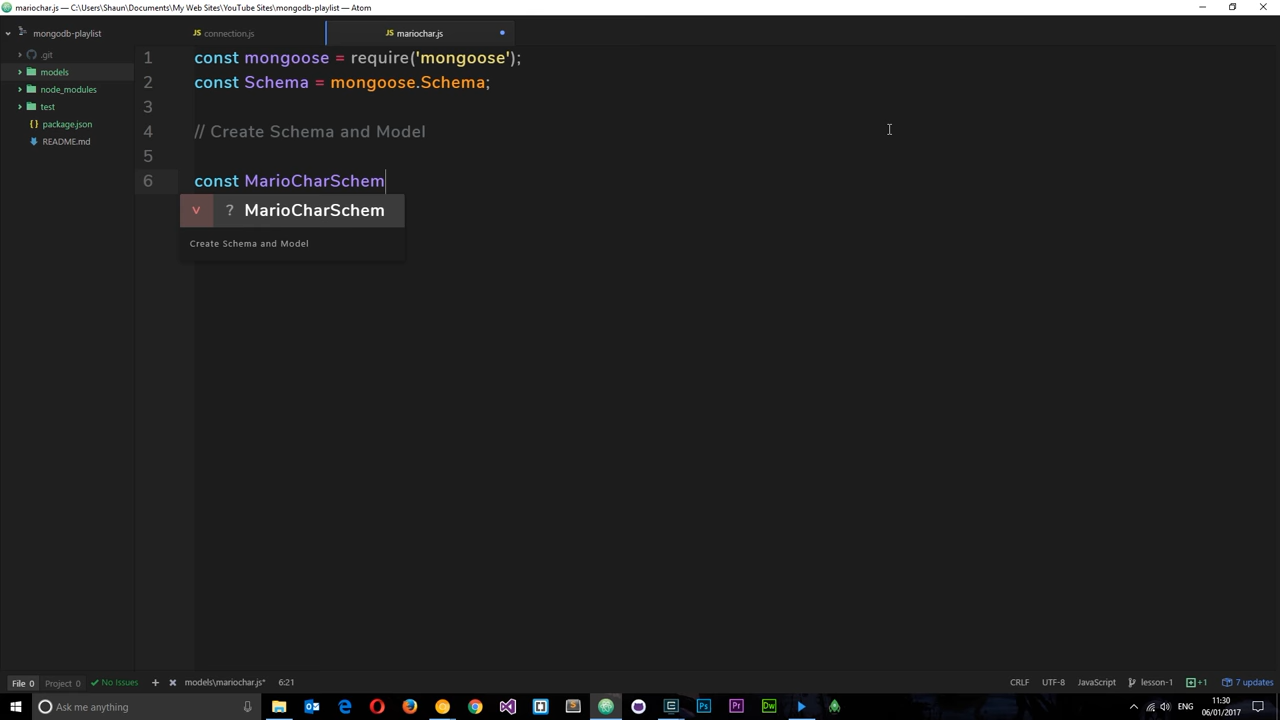 mariochar.js — C:\Users\Shaun\Documents\My Web Sites\YouTube Sites\mongodb-playlist — Atom
mongodb-playlist
connection.js
mariochar.js
.git
models
node_modules
test
package.json
README.md
1 const mongoose = require('mongoose');
2 const Schema = mongoose.Schema;
3
4 // Create Schema and Model
5
6 const MarioCharSchem
v ? MarioCharSchem
Create Schema and Model
File 0 Project 0 No Issues + models\mariochar.js* 6:21 CRLF UTF-8 JavaScript lesson-1 +1 7 updates
Ask me anything
ENG
11:30
06/01/2017